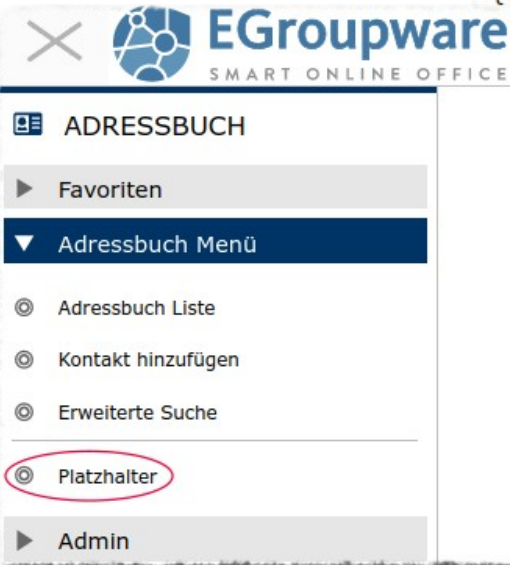 EGroupware
SMART ONLINE OFFICE
ADRESSBUCH
Favoriten
Adressbuch Menü
Adressbuch Liste
Kontakt hinzufügen
Erweiterte Suche
Platzhalter
Admin